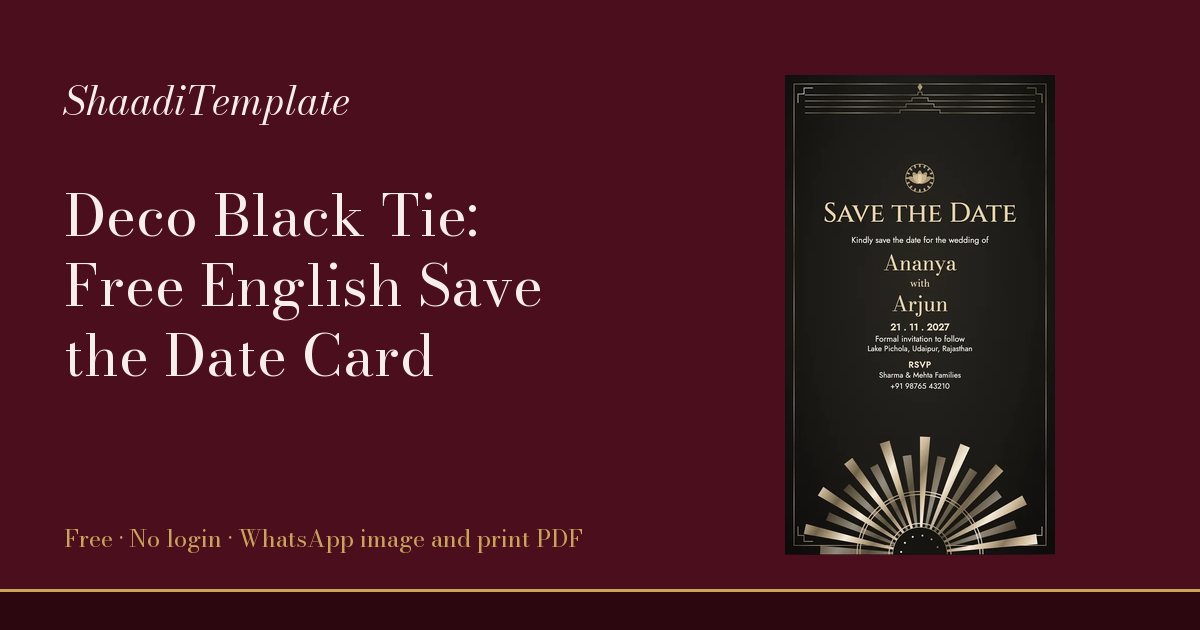 ShaadiTemplate
Deco Black Tie:
Free English Save
the Date Card
Free · No login · WhatsApp image and print PDF
SAVE THE DATE
Kindly save the date for the wedding of
Ananya
with
Arjun
21 . 11 . 2027
Formal invitation to follow
Lake Pichola, Udaipur, Rajasthan
RSVP
Sharma & Mehta Families
+91 98765 43210